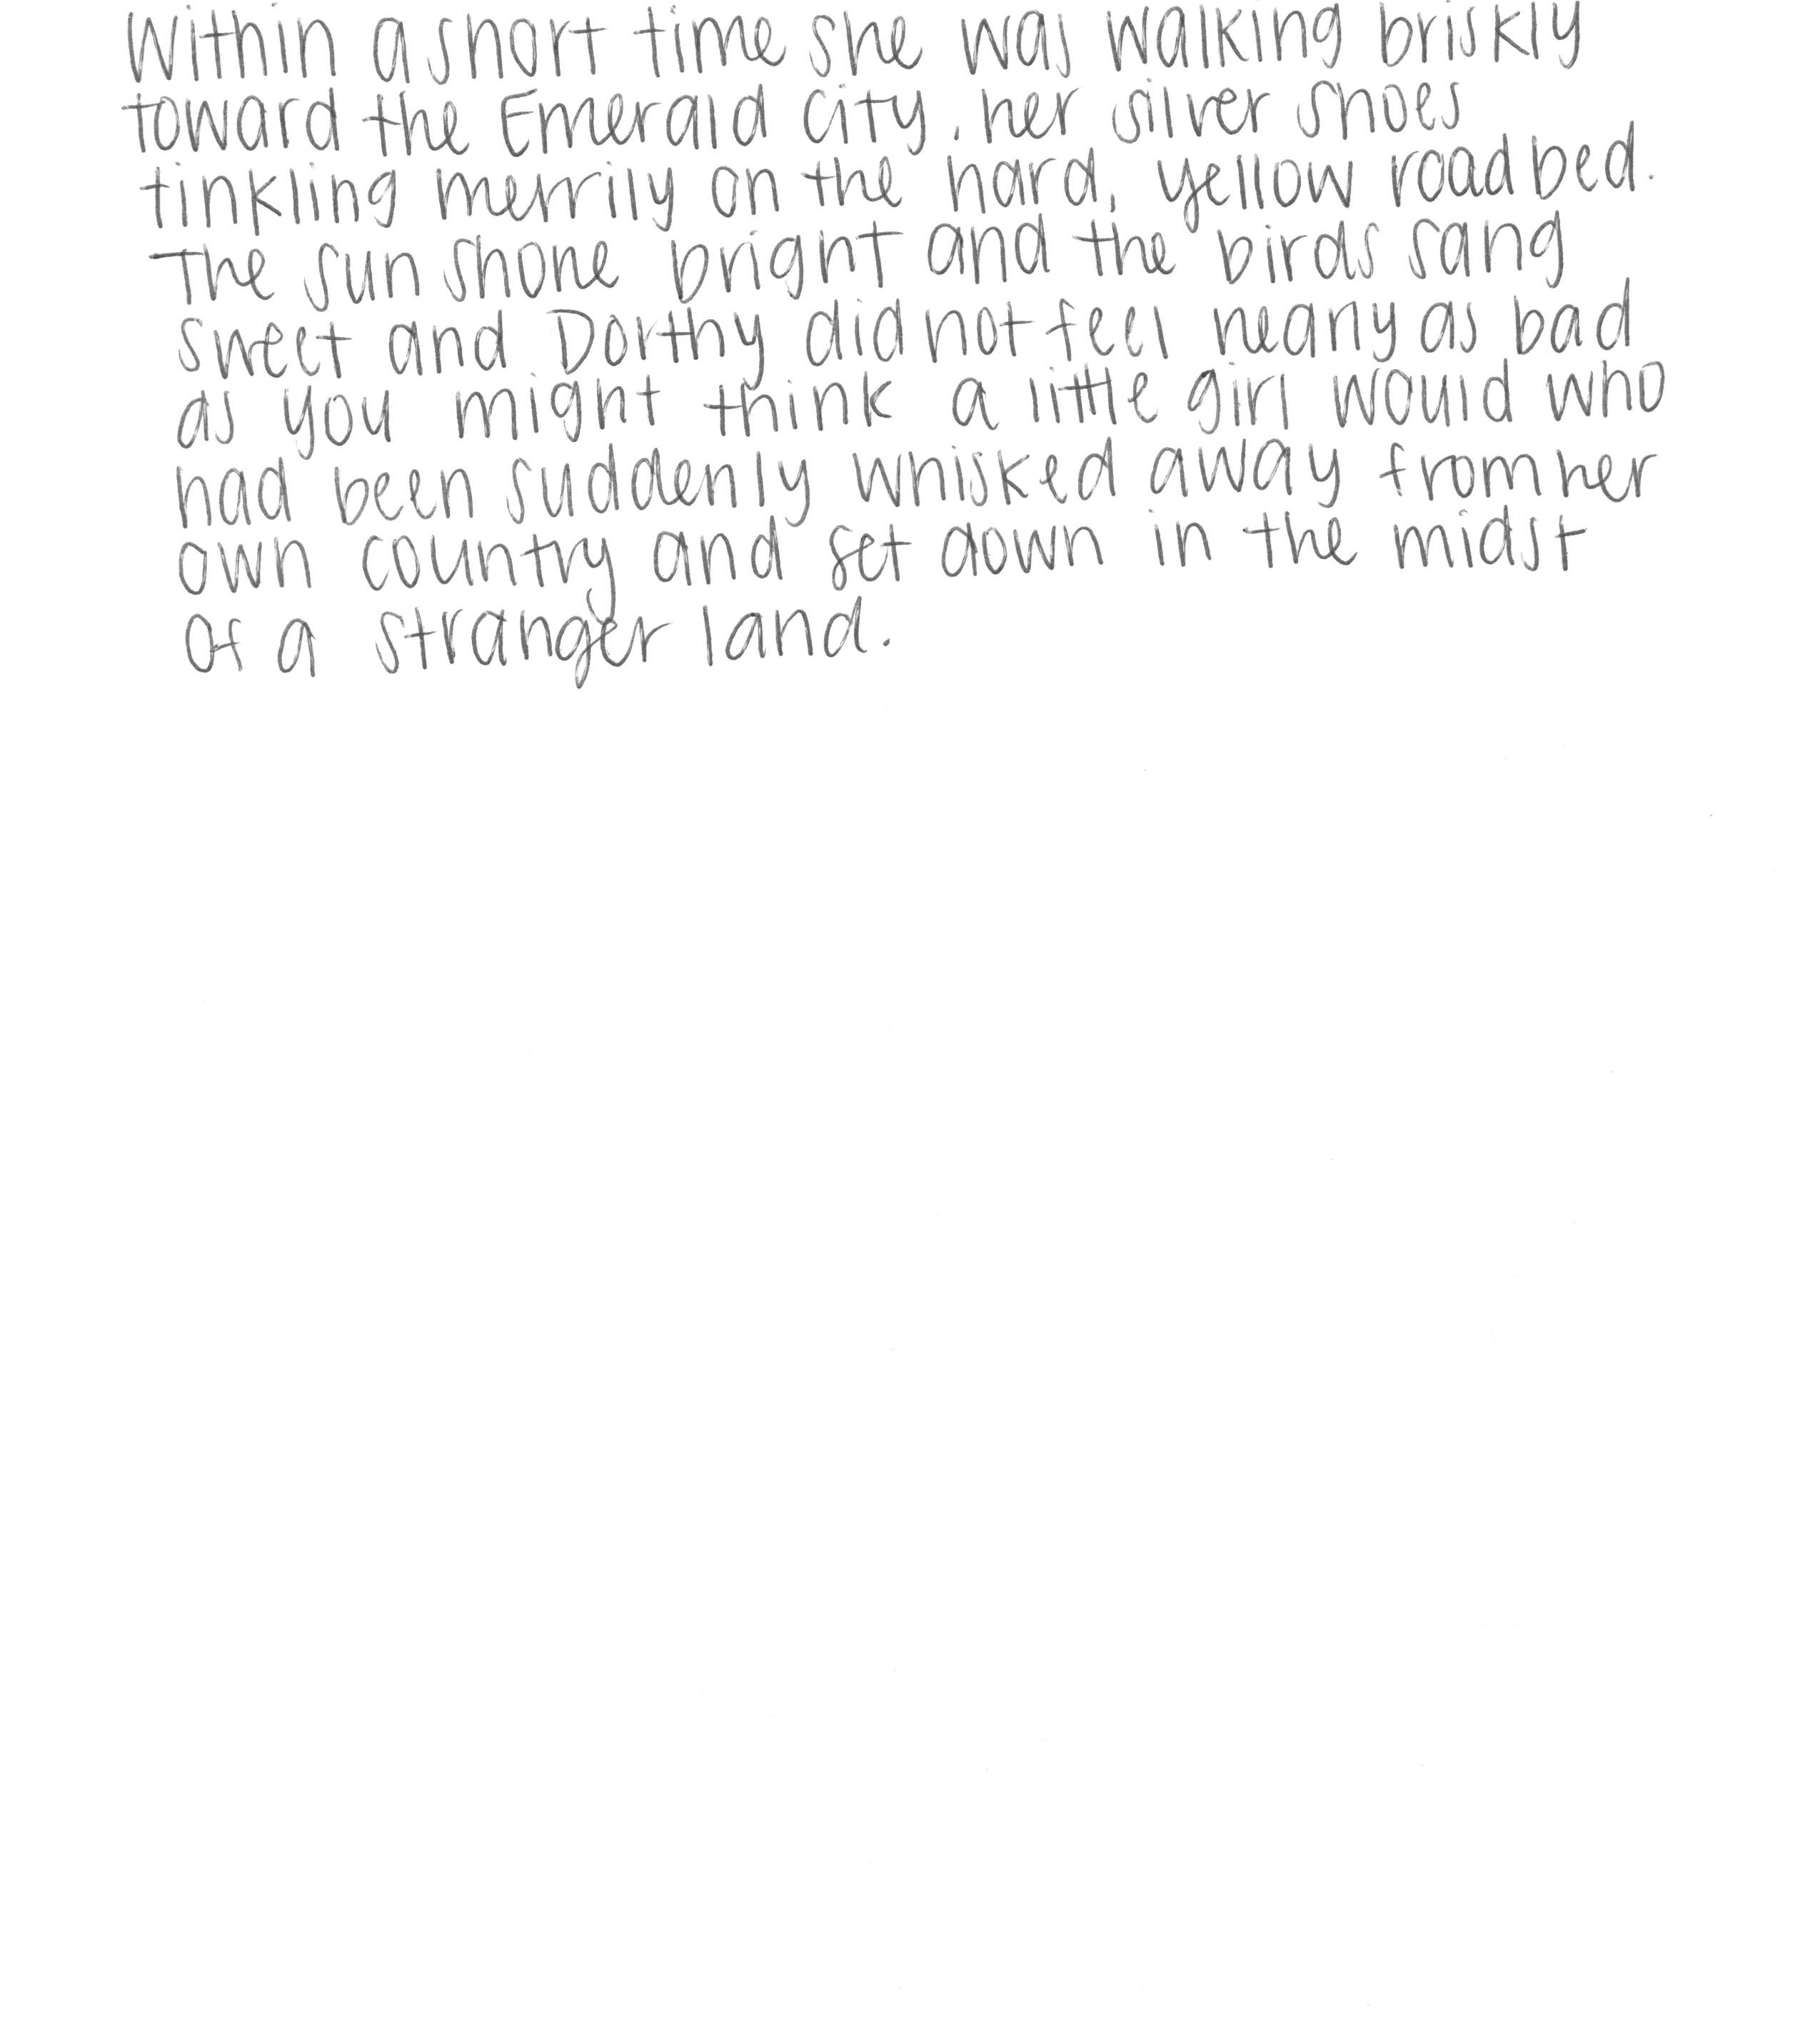 Within a short time she was walking briskly
toward the Emerald City, her silver shoes
tinkling merrily on the hard, yellow roadbed.
The sun shone bright and the birds sang
sweet and Dorthy did not feel nearly as bad
as you might think a little girl would who
had been suddenly whisked away from her
own country and set down in the midst
of a stranger land.